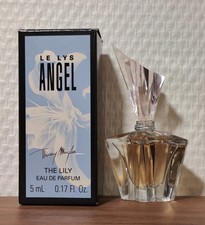 LE LYS
ANGEL
Thierry Mugler
THE LILY
EAU DE PARFUM
5 ml 0.17 Fl. Oz.